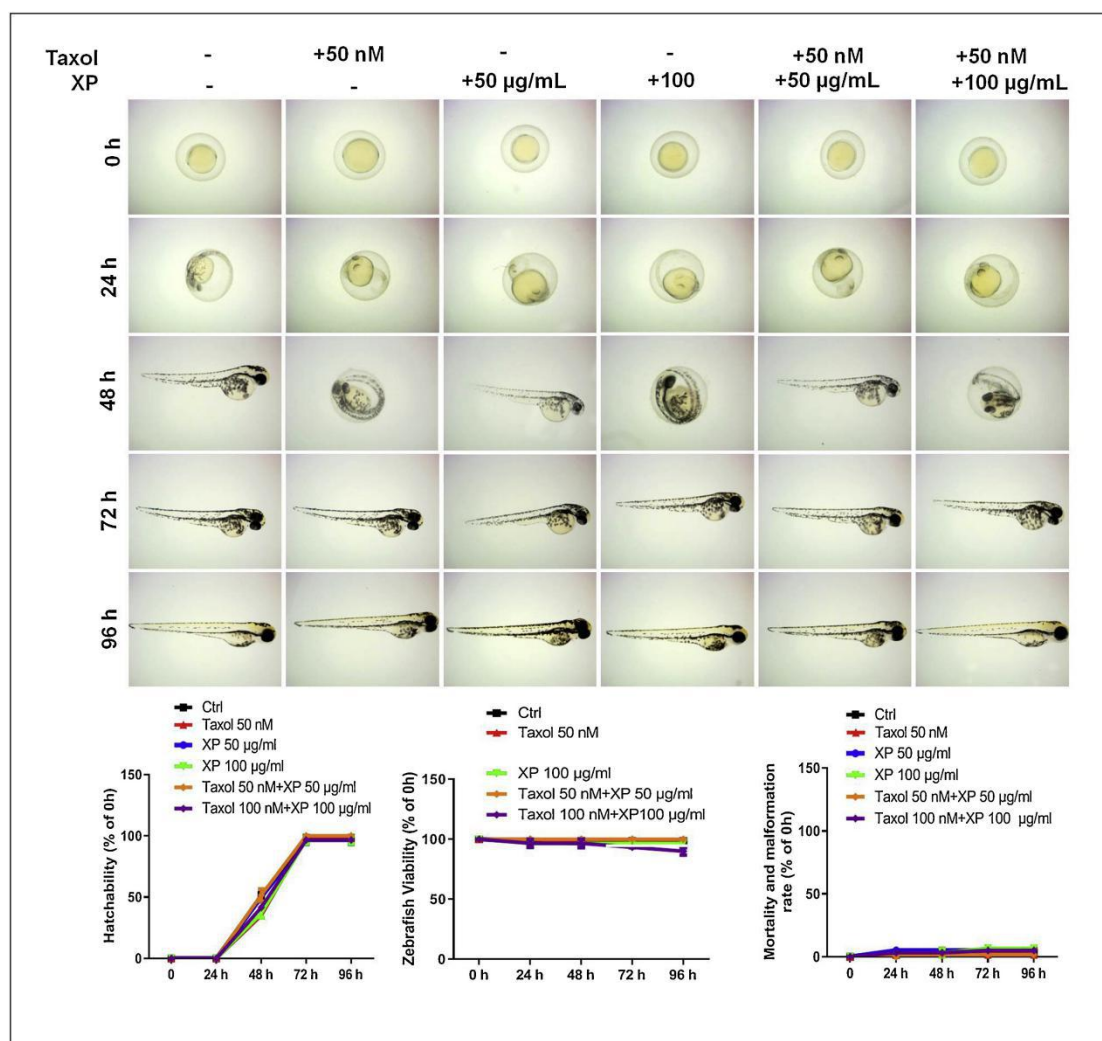 Taxol - +50 nM - - +50 nM +50 nM
XP - - +50 µg/mL +100 +50 µg/mL +100 µg/mL
0 h
24 h
48 h
72 h
96 h
Ctrl
Taxol 50 nM
XP 50 µg/ml
XP 100 µg/ml
Taxol 50 nM+XP 50 µg/ml
Taxol 100 nM+XP 100 µg/ml
Hatchability (% of 0h)
150
100
50
0
0 24 h 48 h 72 h 96 h
Ctrl
Taxol 50 nM
XP 100 µg/ml
Taxol 50 nM+XP 50 µg/ml
Taxol 100 nM+XP100 µg/ml
Zebrafish Viability (% of 0h)
150
100
50
0
0 h 24 h 48 h 72 h 96 h
Ctrl
Taxol 50 nM
XP 50 µg/ml
XP 100 µg/ml
Taxol 50 nM+XP 50 µg/ml
Taxol 100 nM+XP 100 µg/ml
Mortality and malformation
rate (% of 0h)
150
100
50
0
0 24 h 48 h 72 h 96 h